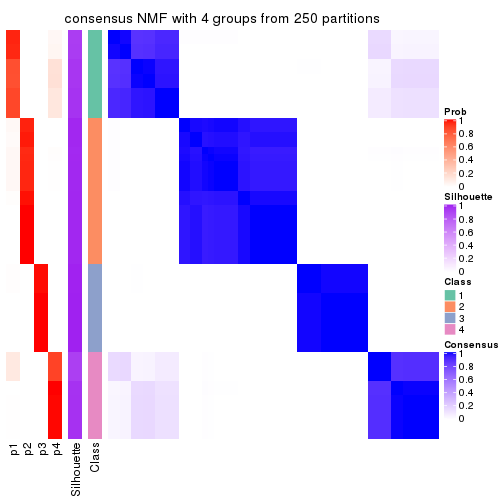 consensus NMF with 4 groups from 250 partitions
Prob
1
0.8
0.6
0.4
0.2
0
Silhouette
1
0.8
0.6
0.4
0.2
0
Class
1
2
3
4
Consensus
1
0.8
0.6
0.4
0.2
0
p1
p2
p3
p4
Silhouette
Class